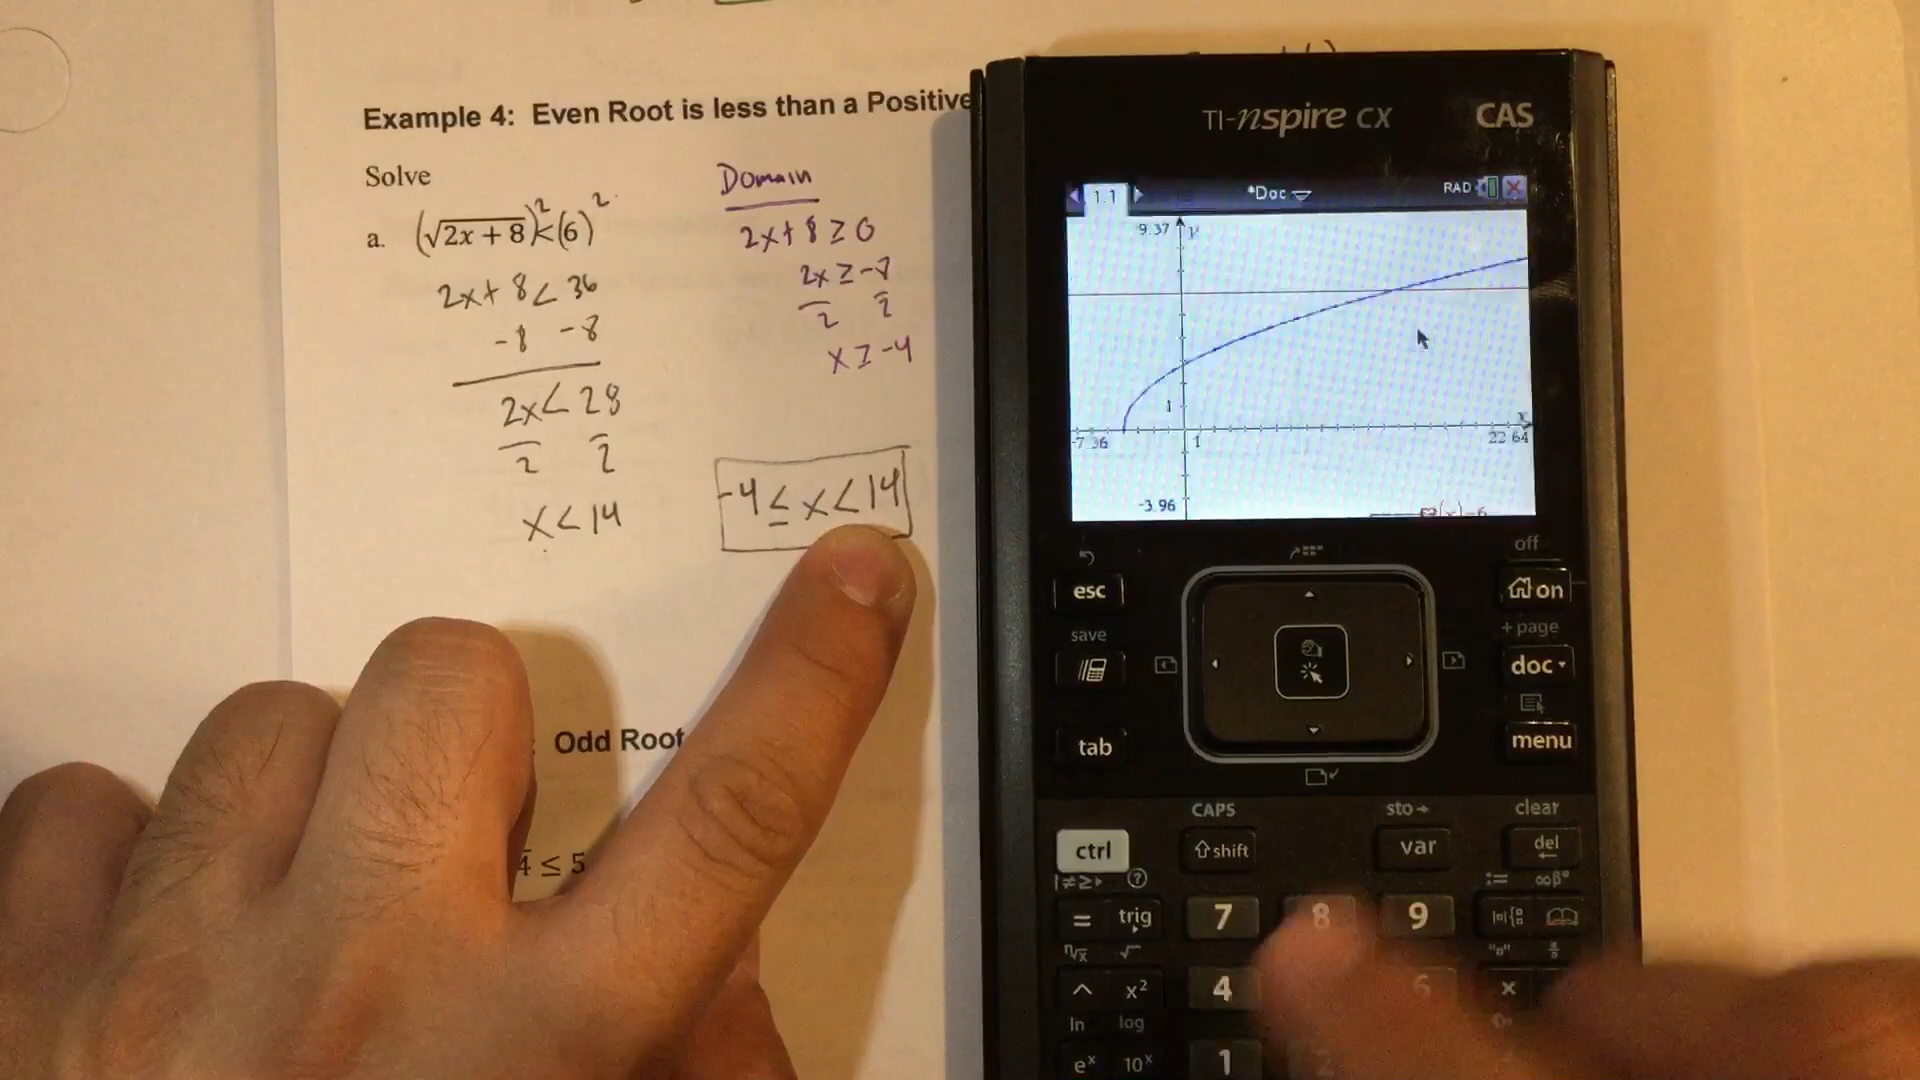 Example 4: Even Root is less than a Positive
Solve
a. (√2x + 8)² < (6)²
2x + 8 < 36
-8 -8
2x < 28
2 2
x < 14
Domain
2x + 8 ≥ 0
2x ≥ -8
2 2
x ≥ -4
-4 ≤ x < 14
Odd Root
4 ≤ 5
TI-nspire CX CAS
1.1 *Doc RAD
9.37 y
1
x
-7.36 1 22.64
-3.96
off
esc on
save + page
doc
tab menu
CAPS sto→ clear
ctrl shift var del
|≠≥▸ ? := ∞β°
= trig 7 8 9
ⁿ√x √
^ x² 4 6 ×
ln log
eˣ 10ˣ 1